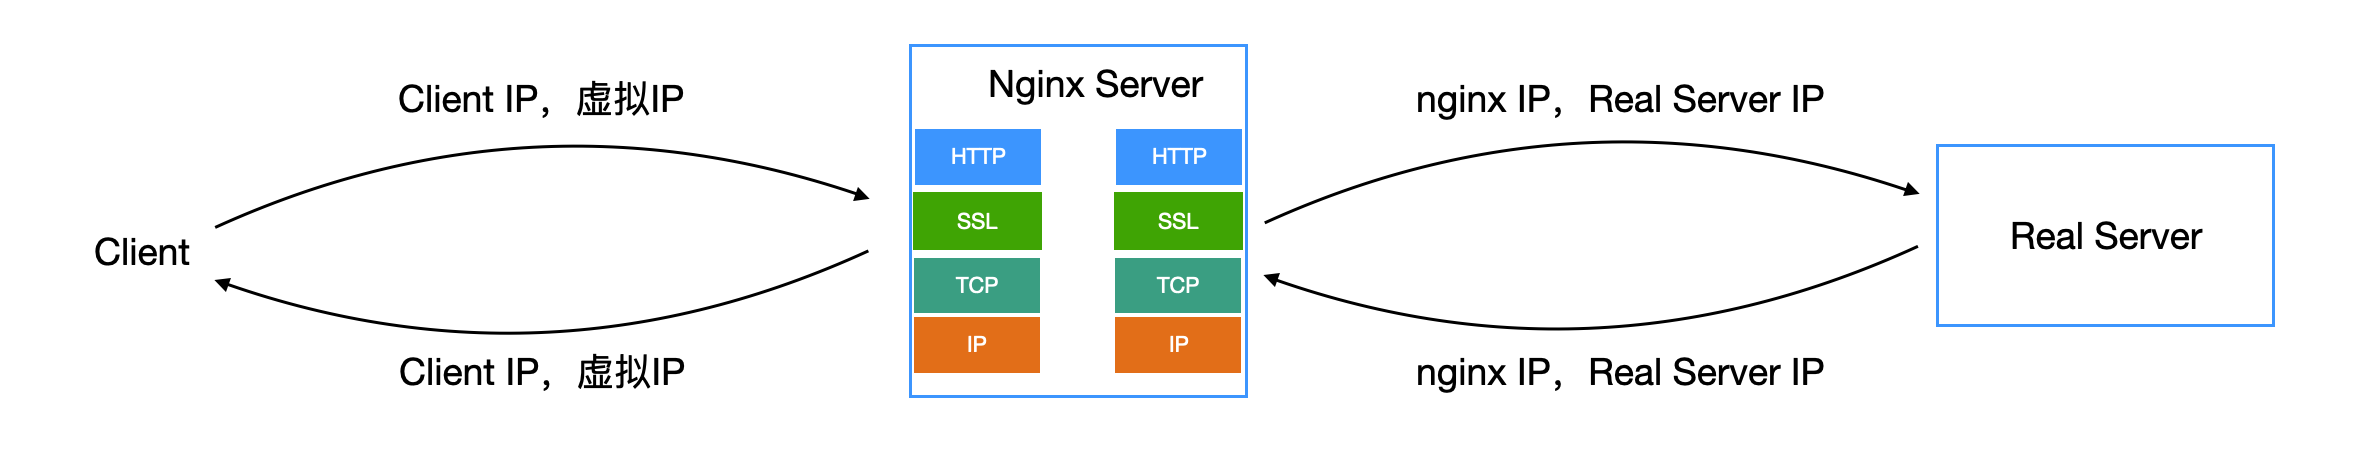 Client IP，虚拟IP
Client
Client IP，虚拟IP
Nginx Server
HTTP HTTP
SSL SSL
TCP TCP
IP IP
nginx IP，Real Server IP
Real Server
nginx IP，Real Server IP